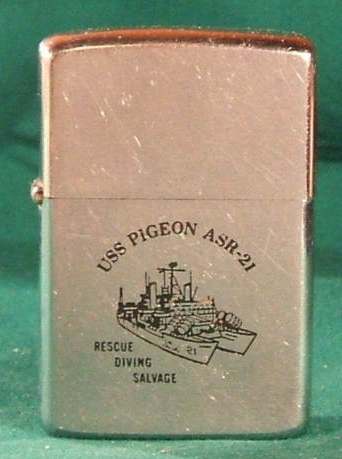 USS PIGEON ASR-21
RESCUE
DIVING
SALVAGE